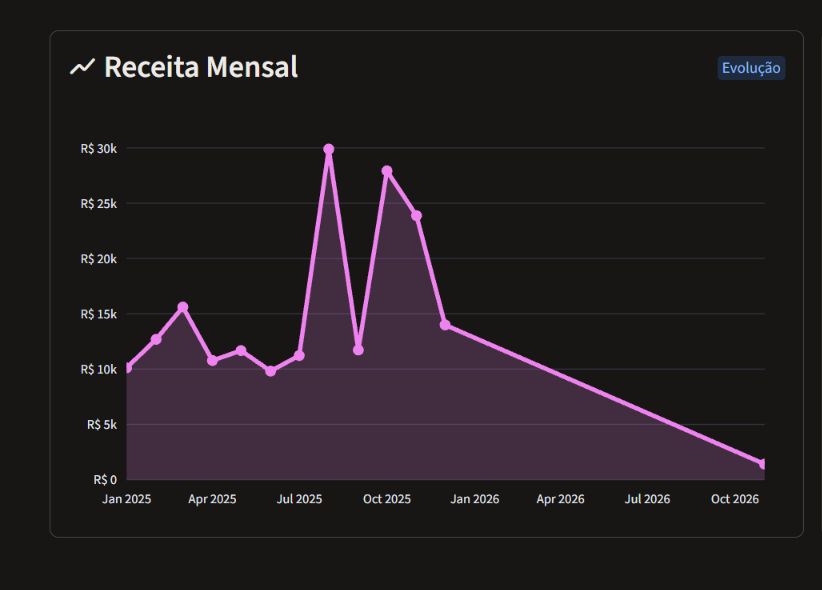 Receita Mensal
Evolução
R$ 30k
R$ 25k
R$ 20k
R$ 15k
R$ 10k
R$ 5k
R$ 0
Jan 2025 Apr 2025 Jul 2025 Oct 2025 Jan 2026 Apr 2026 Jul 2026 Oct 2026